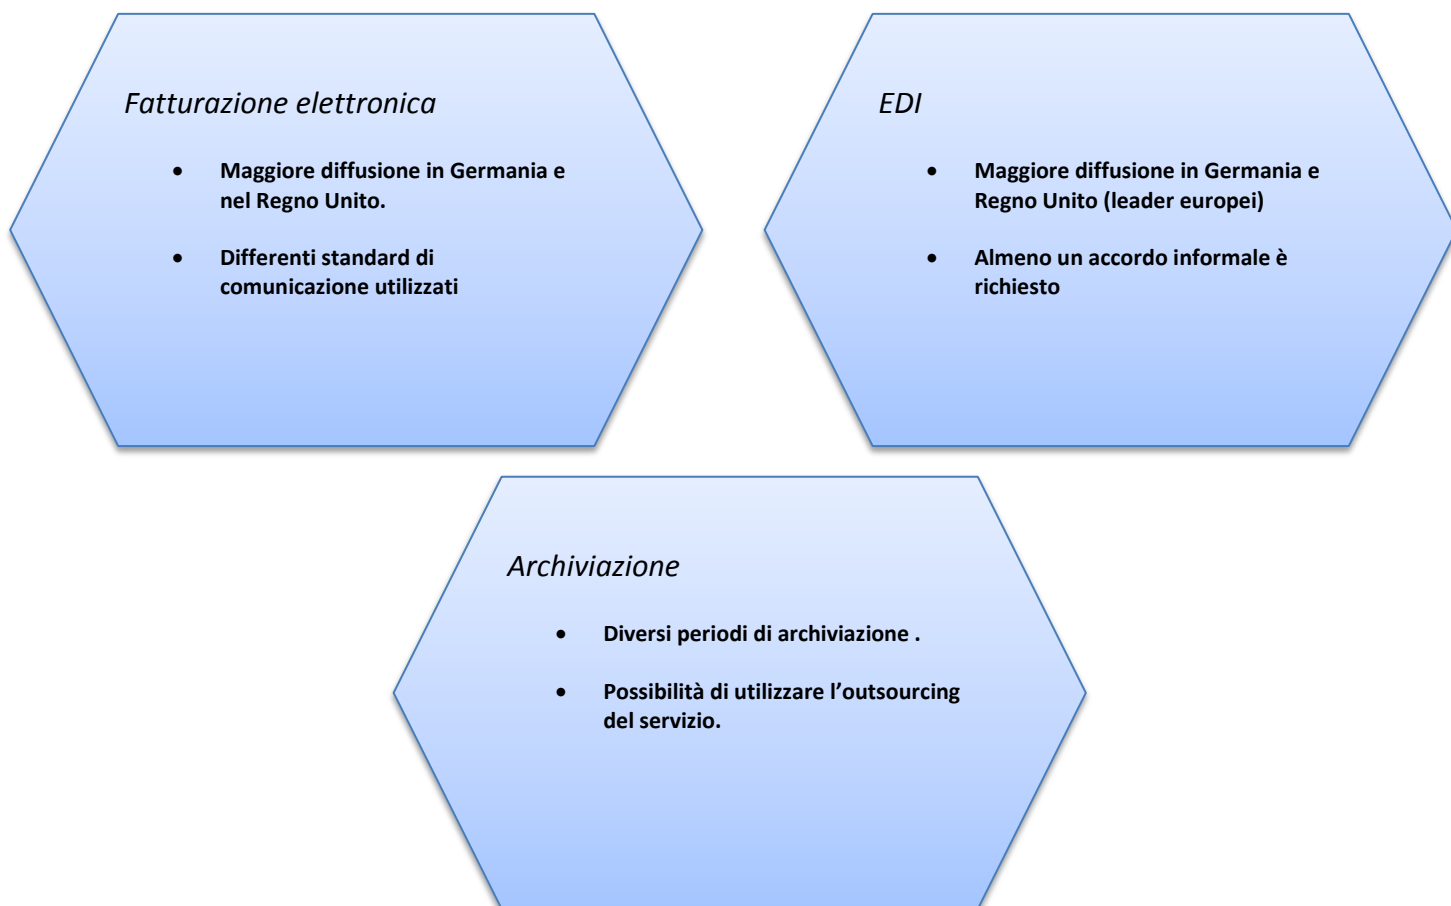 Fatturazione elettronica
• Maggiore diffusione in Germania e
nel Regno Unito.
• Differenti standard di
comunicazione utilizzati
EDI
• Maggiore diffusione in Germania e
Regno Unito (leader europei)
• Almeno un accordo informale è
richiesto
Archiviazione
• Diversi periodi di archiviazione .
• Possibilità di utilizzare l’outsourcing
del servizio.